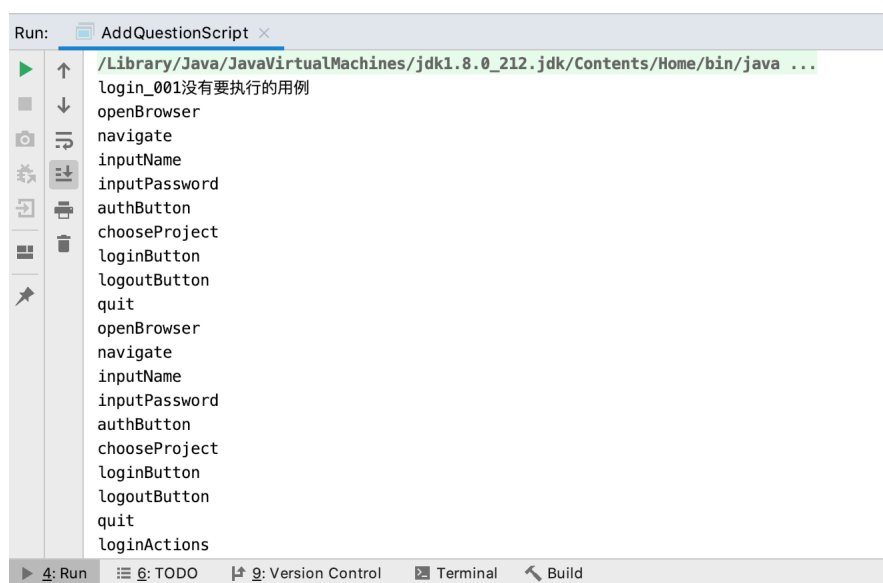 Run: AddQuestionScript
/Library/Java/JavaVirtualMachines/jdk1.8.0_212.jdk/Contents/Home/bin/java ...
login_001没有要执行的用例
openBrowser
navigate
inputName
inputPassword
authButton
chooseProject
loginButton
logoutButton
quit
openBrowser
navigate
inputName
inputPassword
authButton
chooseProject
loginButton
logoutButton
quit
loginActions
4: Run 6: TODO 9: Version Control Terminal Build